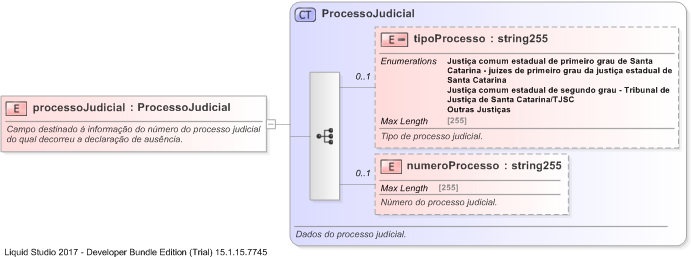 CT ProcessoJudicial
E tipoProcesso : string255
Enumerations Justiça comum estadual de primeiro grau de Santa
Catarina - juizes de primeiro grau da justiça estadual de
Santa Catarina
Justiça comum estadual de segundo grau - Tribunal de
Justiça de Santa Catarina/TJSC
Outras Justiças
Max Length [255]
Tipo de processo judicial.
0..1
E processoJudicial : ProcessoJudicial
Campo destinado à informação do número do processo judicial
do qual decorreu a declaração de ausência.
0..1
E numeroProcesso : string255
Max Length [255]
Número do processo judicial.
Dados do processo judicial.
Liquid Studio 2017 - Developer Bundle Edition (Trial) 15.1.15.7745